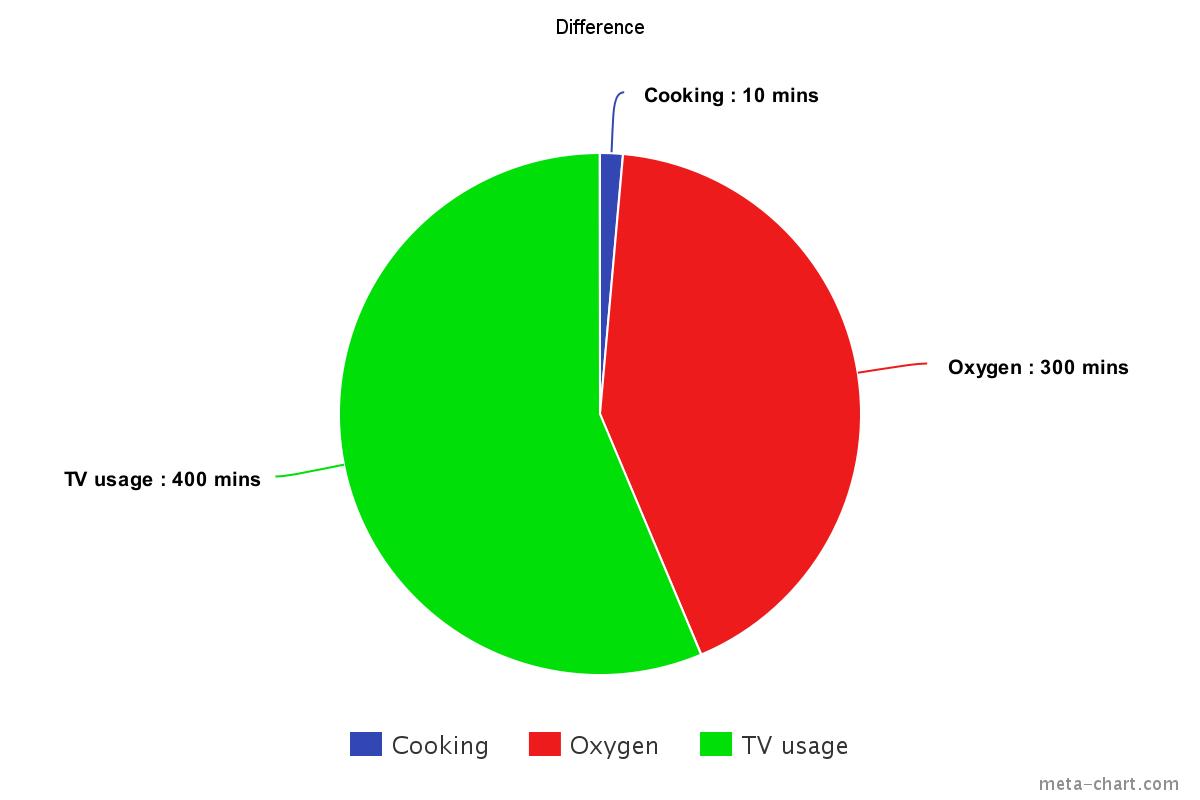 Difference
Cooking : 10 mins
Oxygen : 300 mins
TV usage : 400 mins
Cooking
Oxygen
TV usage
meta-chart.com